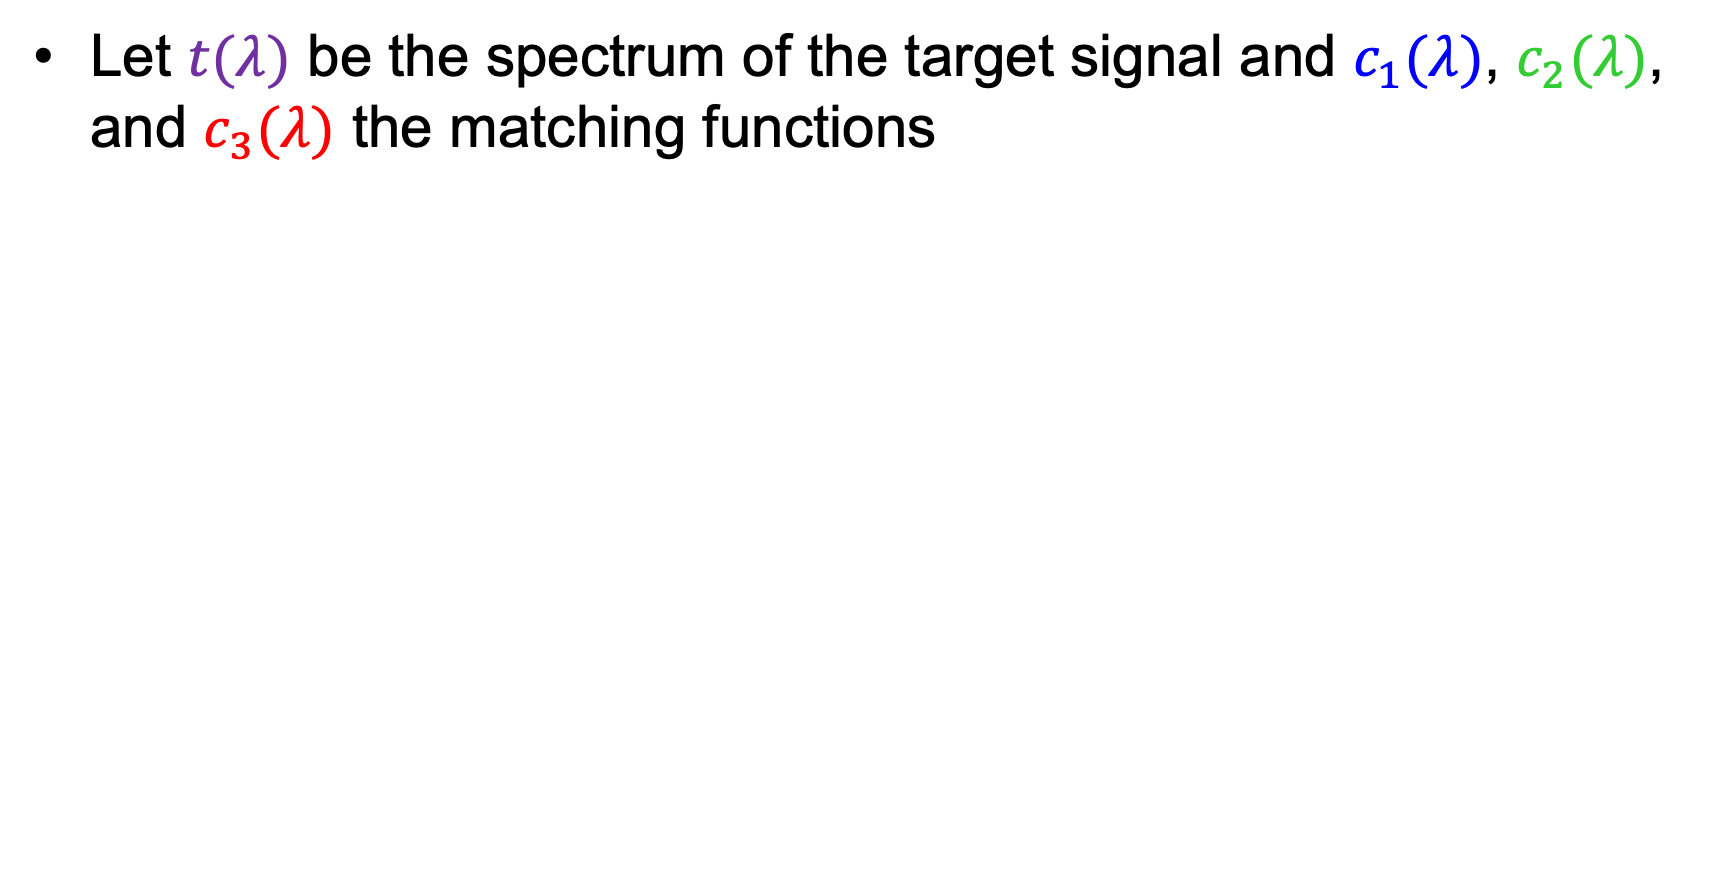 • Let t(λ) be the spectrum of the target signal and c₁(λ), c₂(λ),
and c₃(λ) the matching functions